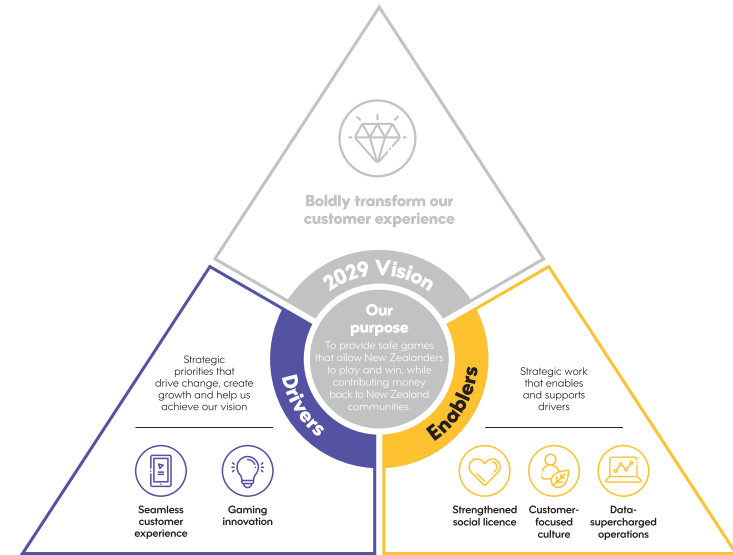 Boldly transform our
customer experience
2029 Vision
Our
purpose
To provide safe games
that allow New Zealanders
to play and win, while
contributing money
back to New Zealand
communities.
Drivers
Strategic
priorities that
drive change, create
growth and help us
achieve our vision
Seamless
customer
experience
Gaming
innovation
Enablers
Strategic work
that enables
and supports
drivers
Strengthened
social licence
Customer-
focused
culture
Data-
supercharged
operations